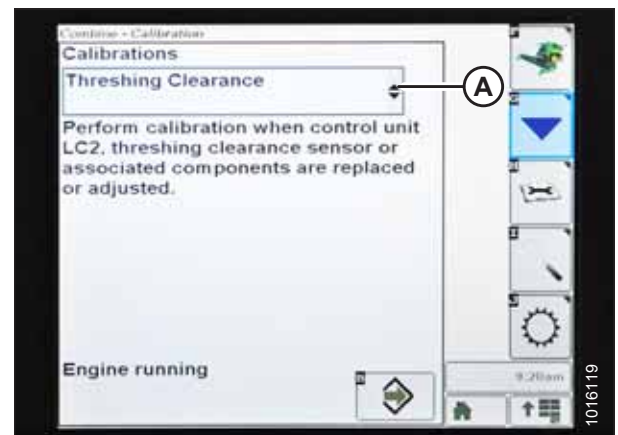 Combine - Calibration
Calibrations
Threshing Clearance
A
Perform calibration when control unit
LC2, threshing clearance sensor or
associated components are replaced
or adjusted.
Engine running
9:20am
1016119